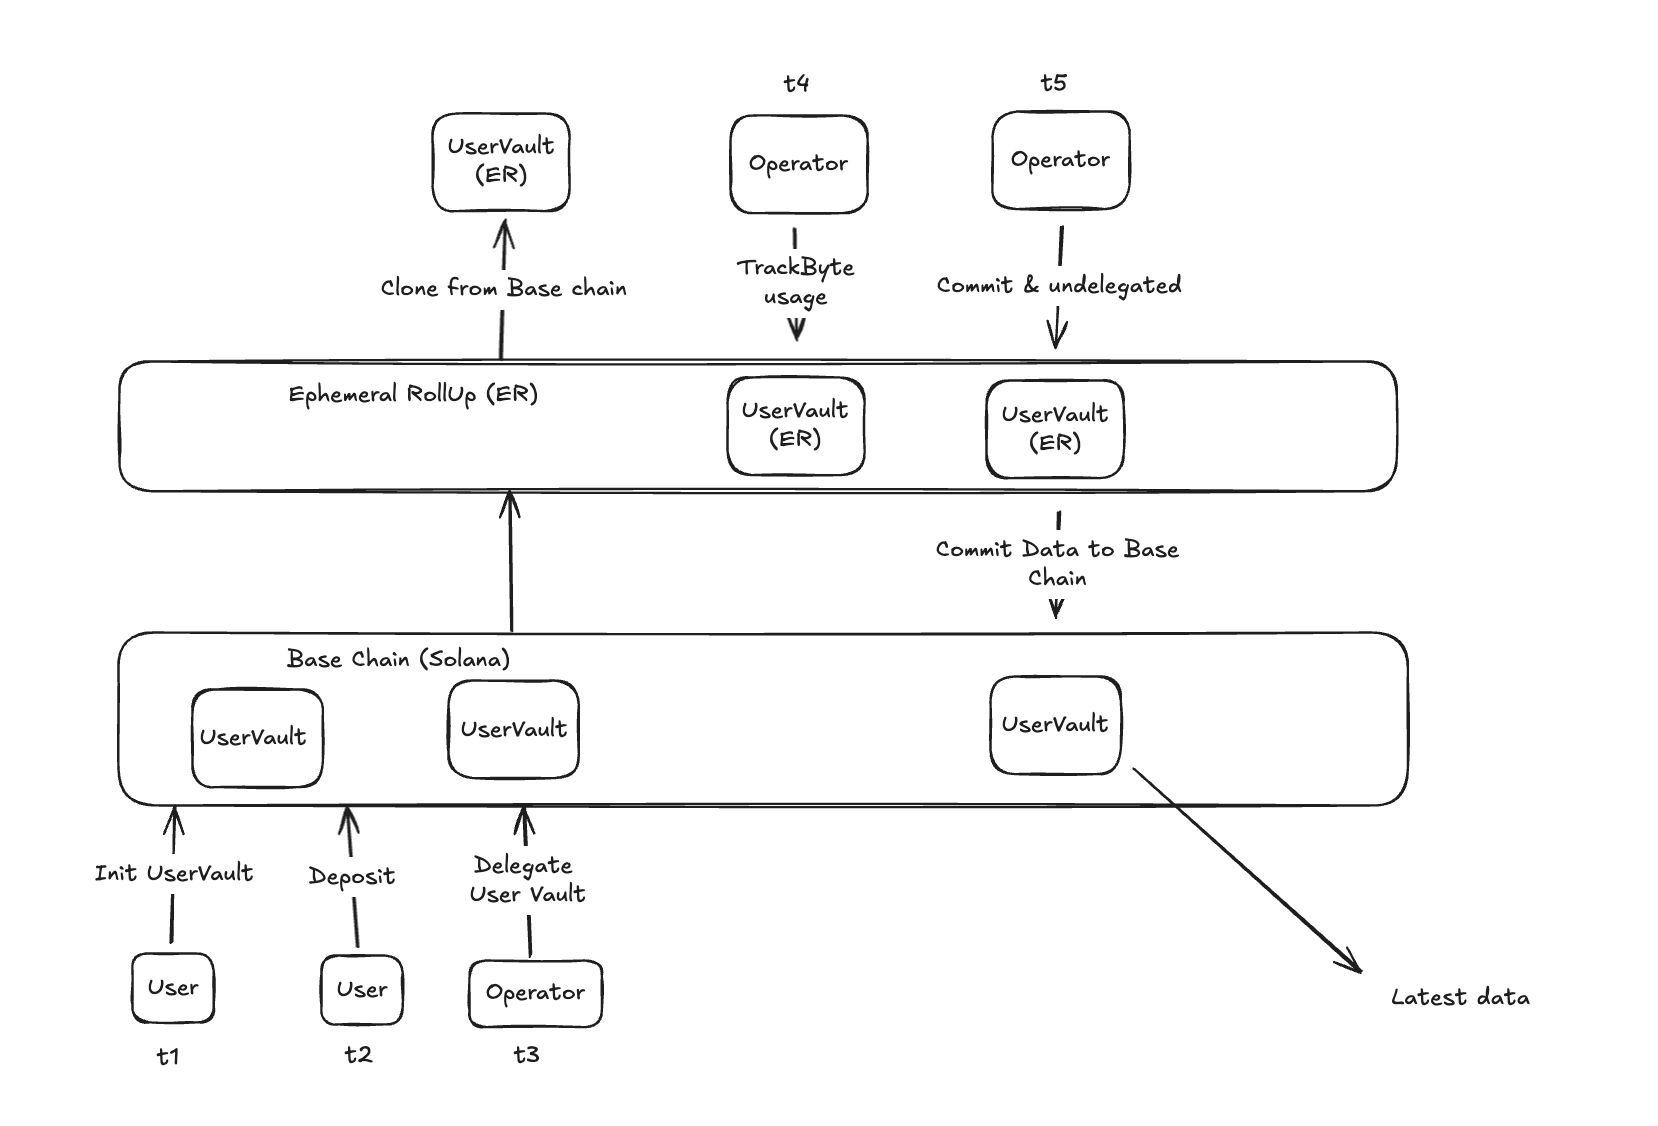 t4
t5
UserVault
(ER)
Operator
Operator
Clone from Base chain
TrackByte
usage
Commit & undelegated
Ephemeral RollUp (ER)
UserVault
(ER)
UserVault
(ER)
Commit Data to Base
Chain
Base Chain (Solana)
UserVault
UserVault
UserVault
Init UserVault
Deposit
Delegate
User Vault
User
User
Operator
Latest data
t1
t2
t3